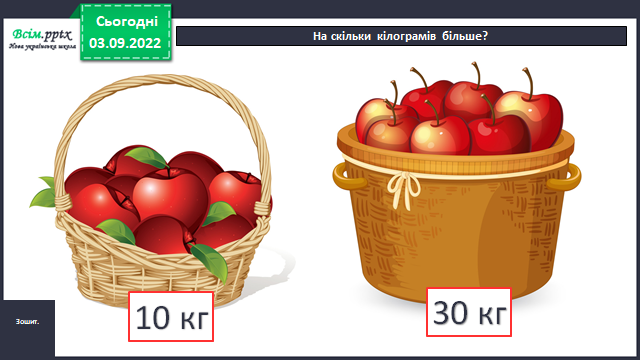 Всім.pptx
Нова українська школа
Сьогодні
03.09.2022
На скільки кілограмів більше?
10 кг
30 кг
Зошит.